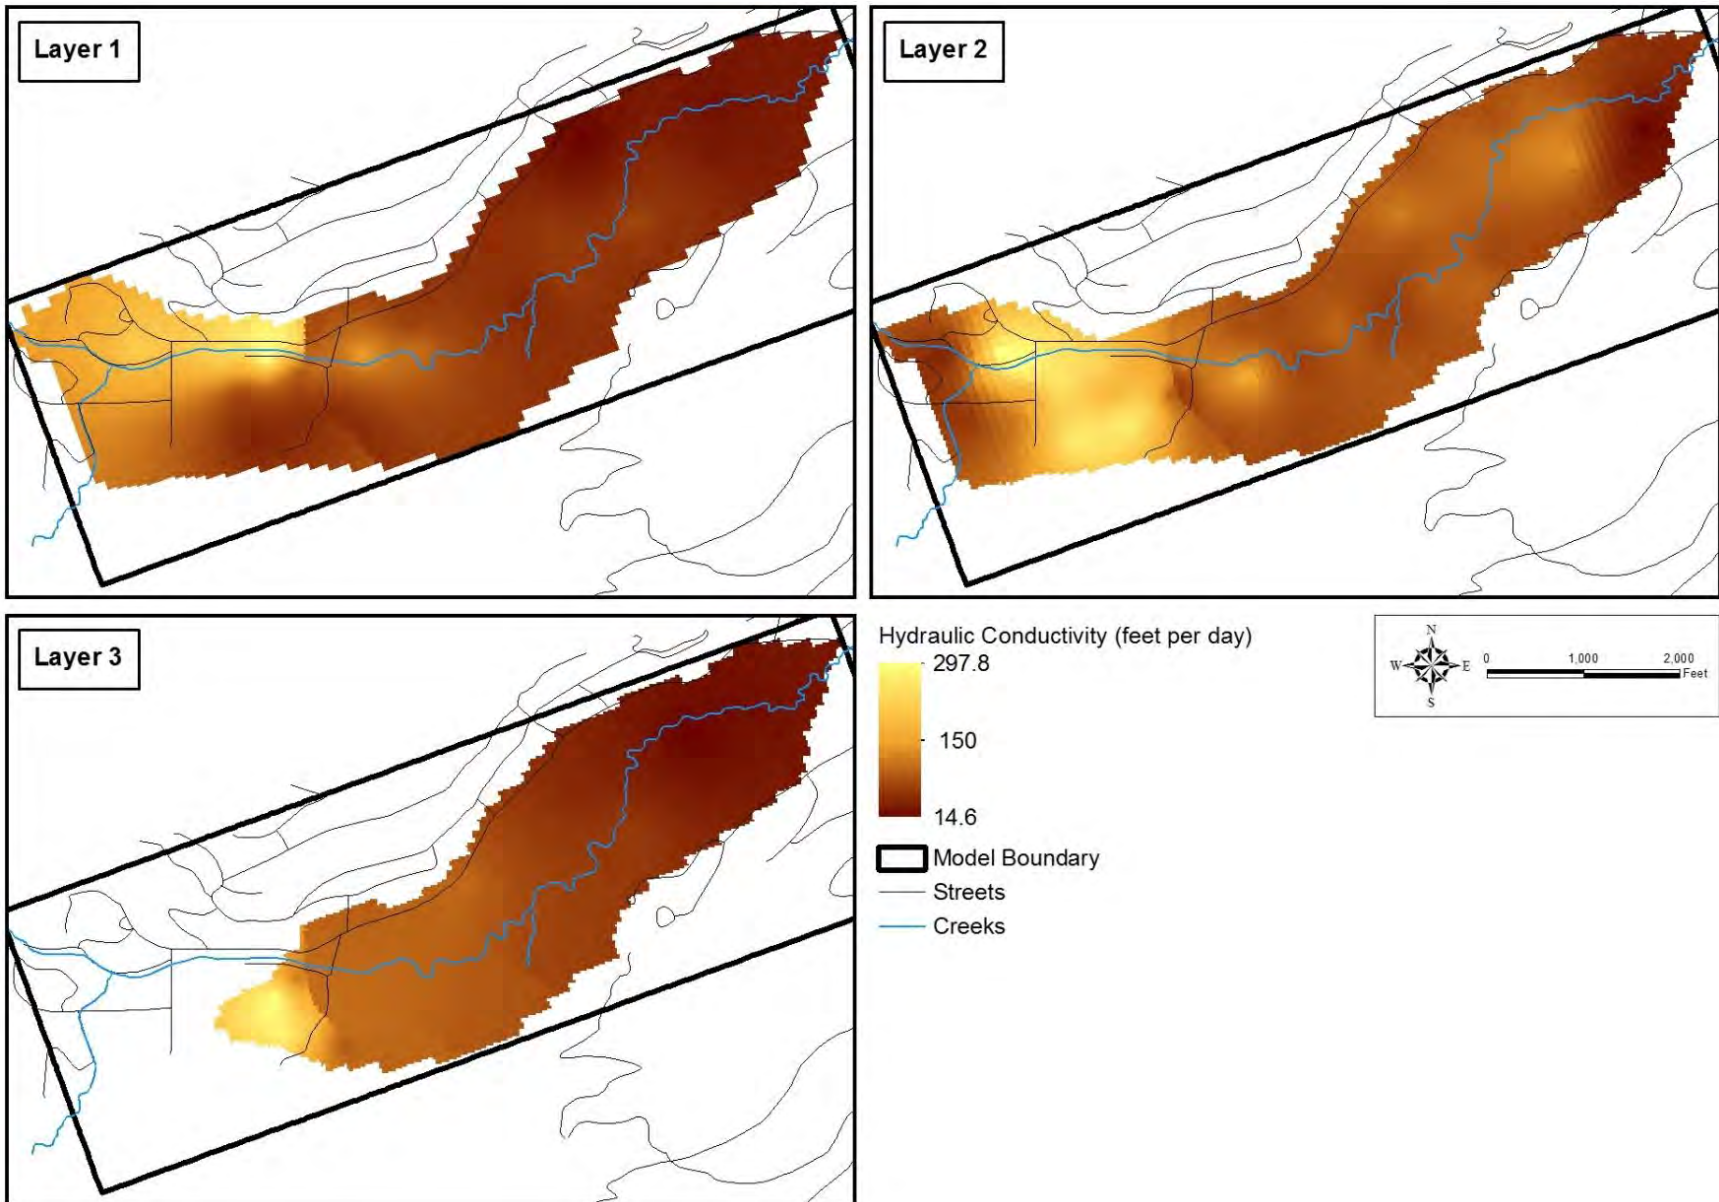 Layer 1
Layer 2
Layer 3
Hydraulic Conductivity (feet per day)
297.8
150
14.6
Model Boundary
Streets
Creeks
N
W E
S
0 1,000 2,000
Feet